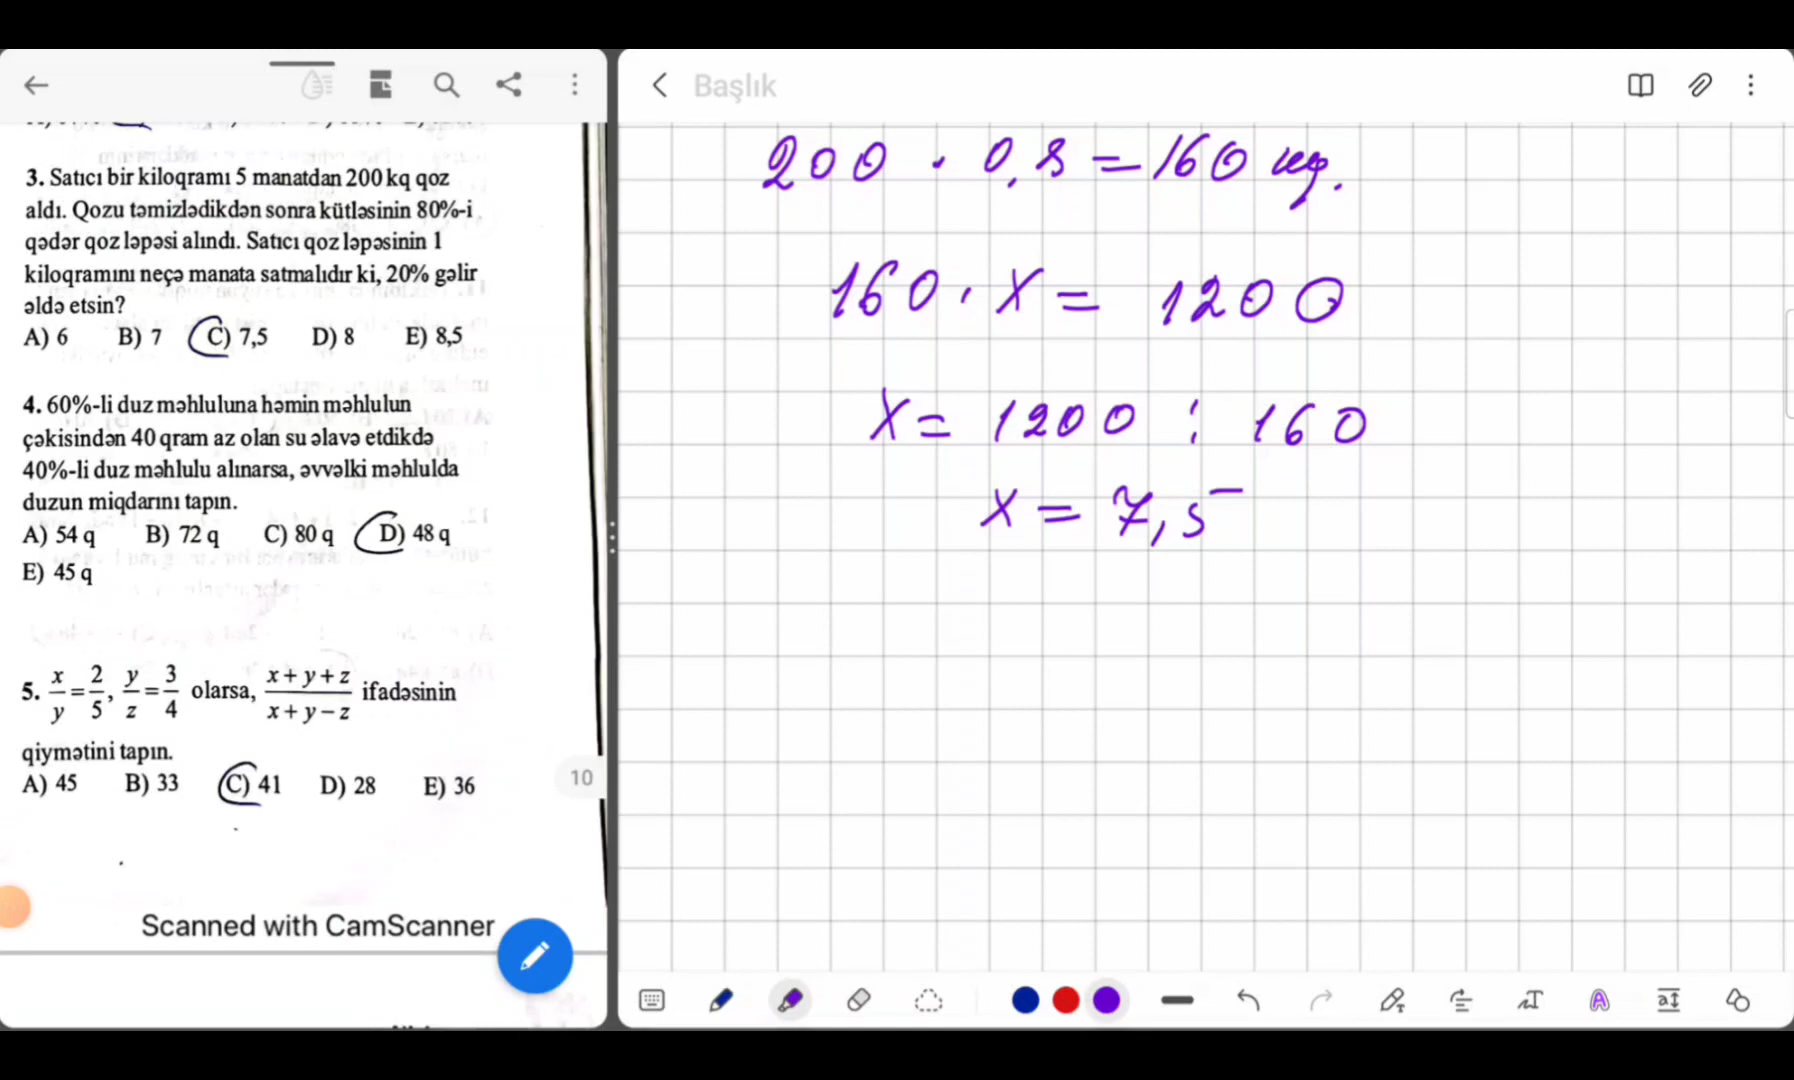 Başlık
3. Satıcı bir kiloqramı 5 manatdan 200 kq qoz
aldı. Qozu təmizlədikdən sonra kütləsinin 80%-i
qədər qoz ləpəsi alındı. Satıcı qoz ləpəsinin 1
kiloqramını neçə manata satmalıdır ki, 20% gəlir
əldə etsin?
A) 6 B) 7 C) 7,5 D) 8 E) 8,5
4. 60%-li duz məhluluna həmin məhlulun
çəkisindən 40 qram az olan su əlavə etdikdə
40%-li duz məhlulu alınarsa, əvvəlki məhlulda
duzun miqdarını tapın.
A) 54 q B) 72 q C) 80 q D) 48 q
E) 45 q
5. x/y = 2/5, y/z = 3/4 olarsa, x + y + z / x + y − z ifadəsinin
qiymətini tapın.
A) 45 B) 33 C) 41 D) 28 E) 36
10
Scanned with CamScanner
200 · 0,8 = 160
160 · x = 1200
x = 1200 : 160
x = 7,5